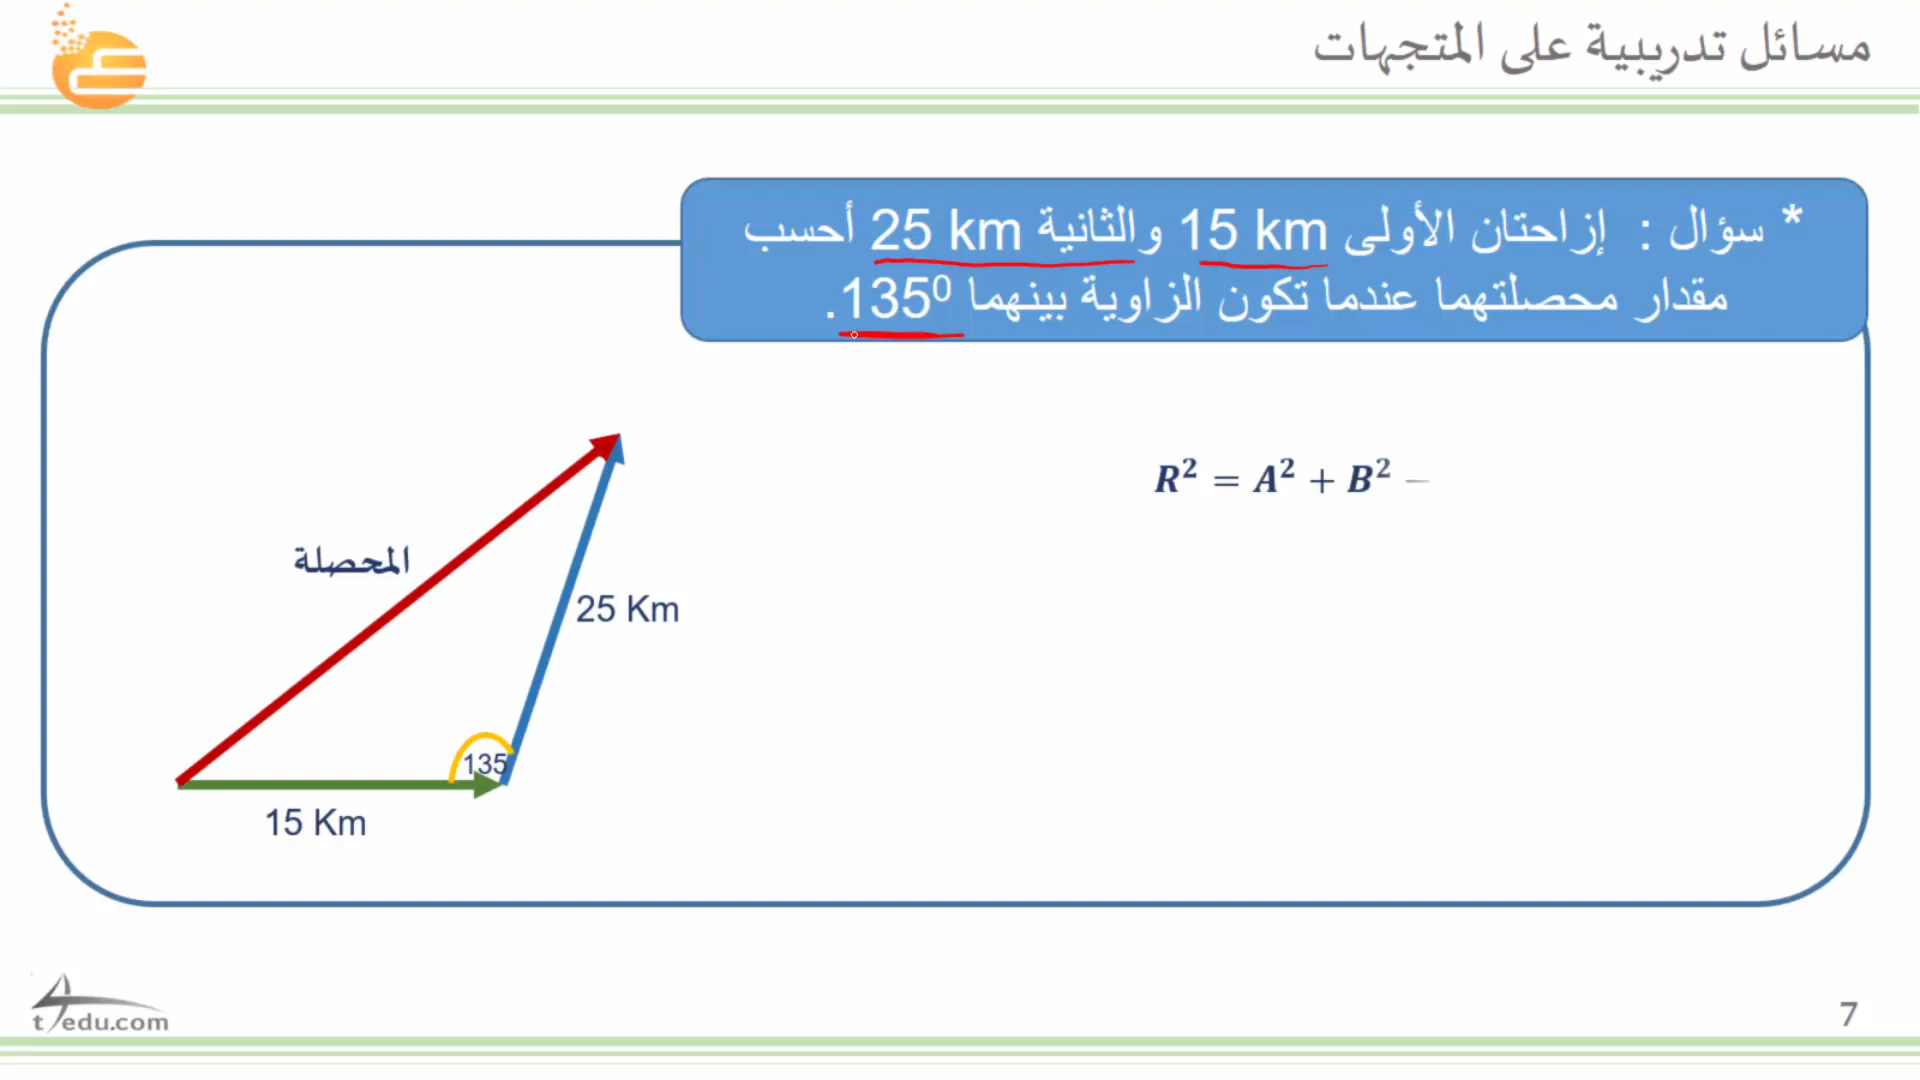 مسائل تدريبية على المتجهات
* سؤال : إزاحتان الأولى 15 km والثانية 25 km أحسب
مقدار محصلتهما عندما تكون الزاوية بينهما 135⁰.
R² = A² + B² −
المحصلة
25 Km
135
15 Km
t4edu.com
7